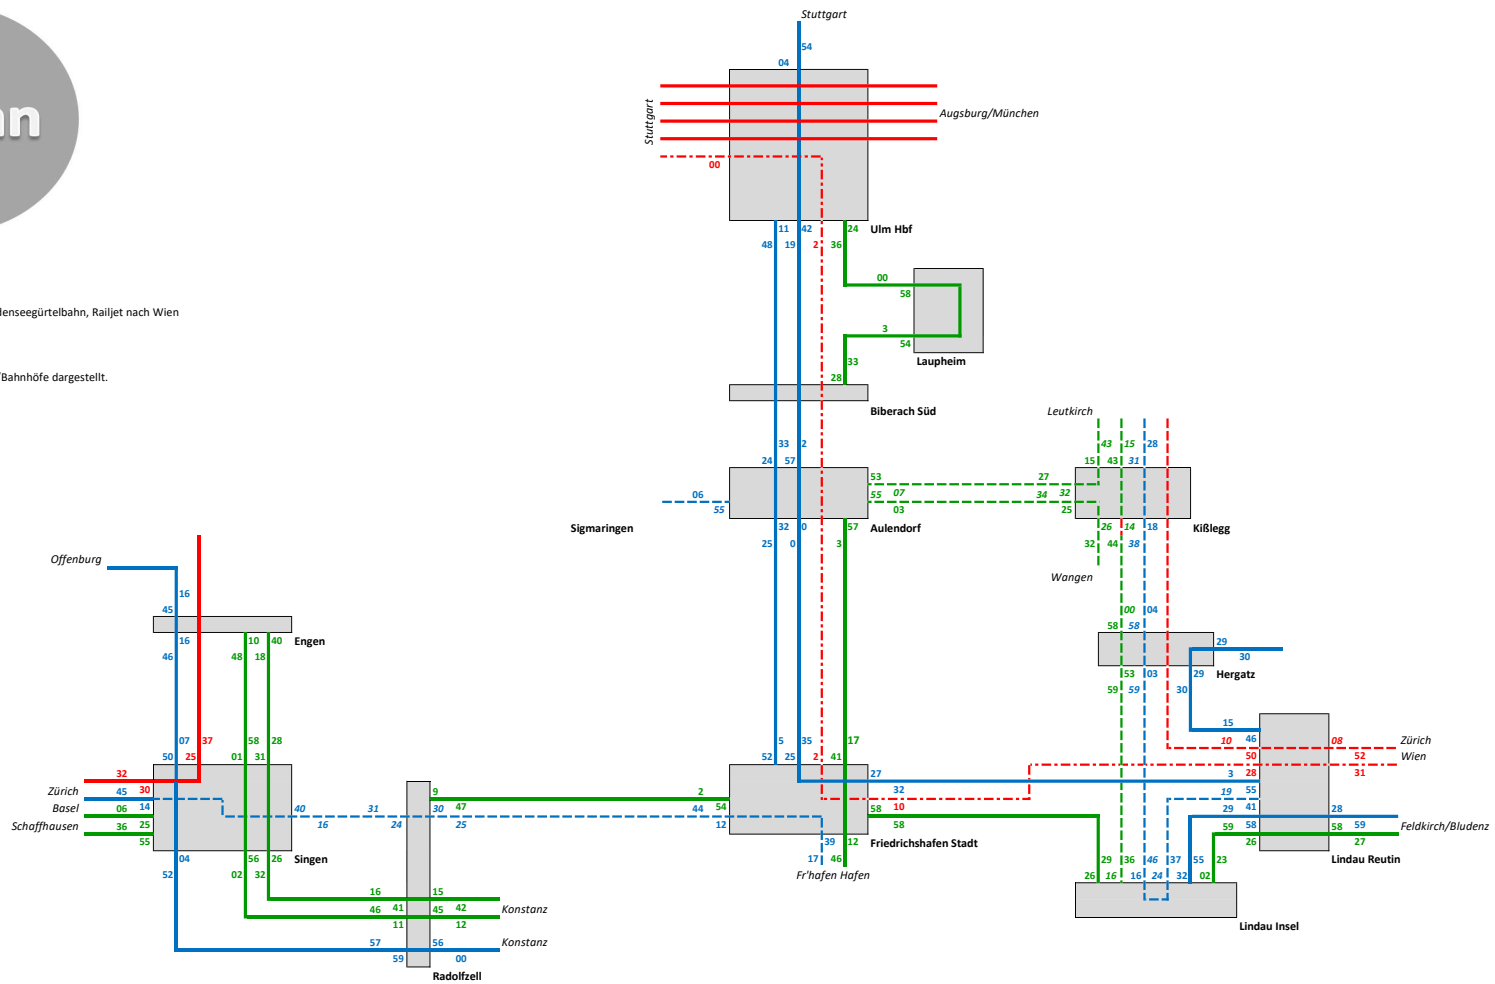 Stuttgart
54
04
nn
Stuttgart
Augsburg/München
00
11 42 24
Ulm Hbf
48 19 2 36
00
58
denseegürtelbahn, Railjet nach Wien
3
54
33
Laupheim
/Bahnhöfe dargestellt.
28
Biberach Süd
Leutkirch
33 2
43 15 28
24 57
15 43 31
53 27
06
55 07 34 32
55
03 25
Sigmaringen
32 0 57
Aulendorf
26 14 18
Kißlegg
25 0 3
32 44 38
Offenburg
Wangen
16
45
00 04
58 58
16 10 40
Engen
29
46 48 18
30
53 03 29
Hergatz
59 59 30
15
07 37 58 28
5 35 17
10 46 08
Zürich
50 25 01 31
52 25 2 41
50 52
Wien
32
27 3 28 31
Zürich
45 30
9 2
32 19 55
Basel
06 14
40 31 30 47 44 54
58 10 29 41 28
Schaffhausen
36 25
16 24 25 12
58 59 58 58 59
Feldkirch/Bludenz
55
39 12
Friedrichshafen Stadt
26 27
04 56 26
Singen
17 46
29 36 46 37 55 23
Lindau Reutin
52 02 32
Fr'hafen Hafen
26 16 16 24 32 02
16 15
46 41 45 42
Konstanz
11 12
Lindau Insel
57 56
Konstanz
59 00
Radolfzell